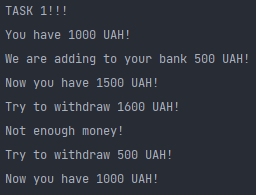 TASK 1!!!
You have 1000 UAH!
We are adding to your bank 500 UAH!
Now you have 1500 UAH!
Try to withdraw 1600 UAH!
Not enough money!
Try to withdraw 500 UAH!
Now you have 1000 UAH!